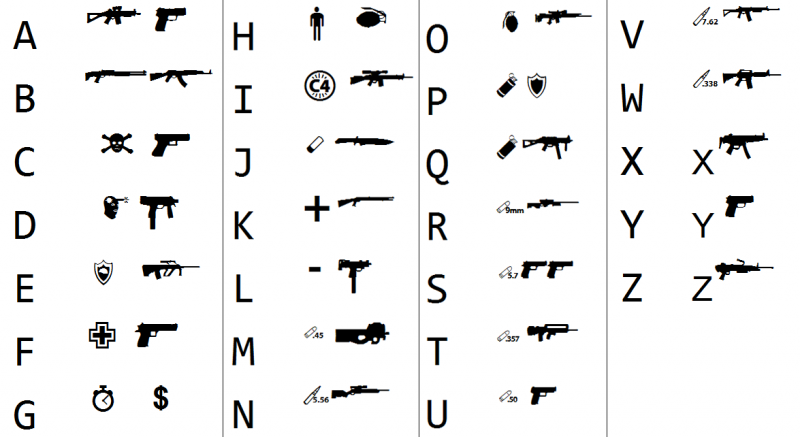 A
B
C
D
E
F
G $
H
I C4
J
K +
L -
M .45
N 5.56
O
P
Q
R 9mm
S 5.7
T .357
U .50
V 7.62
W .338
X X
Y Y
Z Z